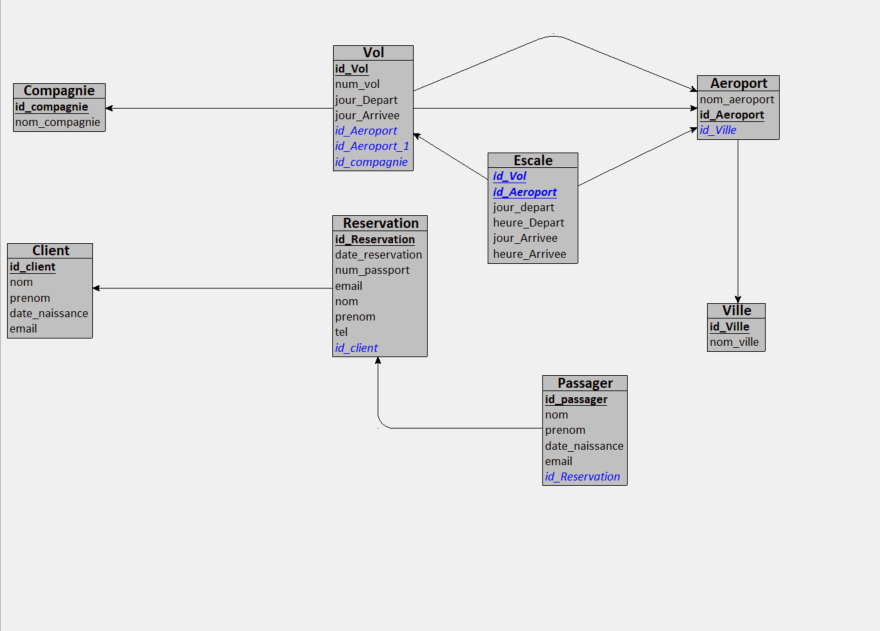 Compagnie
id_compagnie
nom_compagnie
Vol
id_Vol
num_vol
jour_Depart
jour_Arrivee
id_Aeroport
id_Aeroport_1
id_compagnie
Aeroport
nom_aeroport
id_Aeroport
id_Ville
Escale
id_Vol
id_Aeroport
jour_depart
heure_Depart
jour_Arrivee
heure_Arrivee
Client
id_client
nom
prenom
date_naissance
email
Reservation
id_Reservation
date_reservation
num_passport
email
nom
prenom
tel
id_client
Ville
id_Ville
nom_ville
Passager
id_passager
nom
prenom
date_naissance
email
id_Reservation